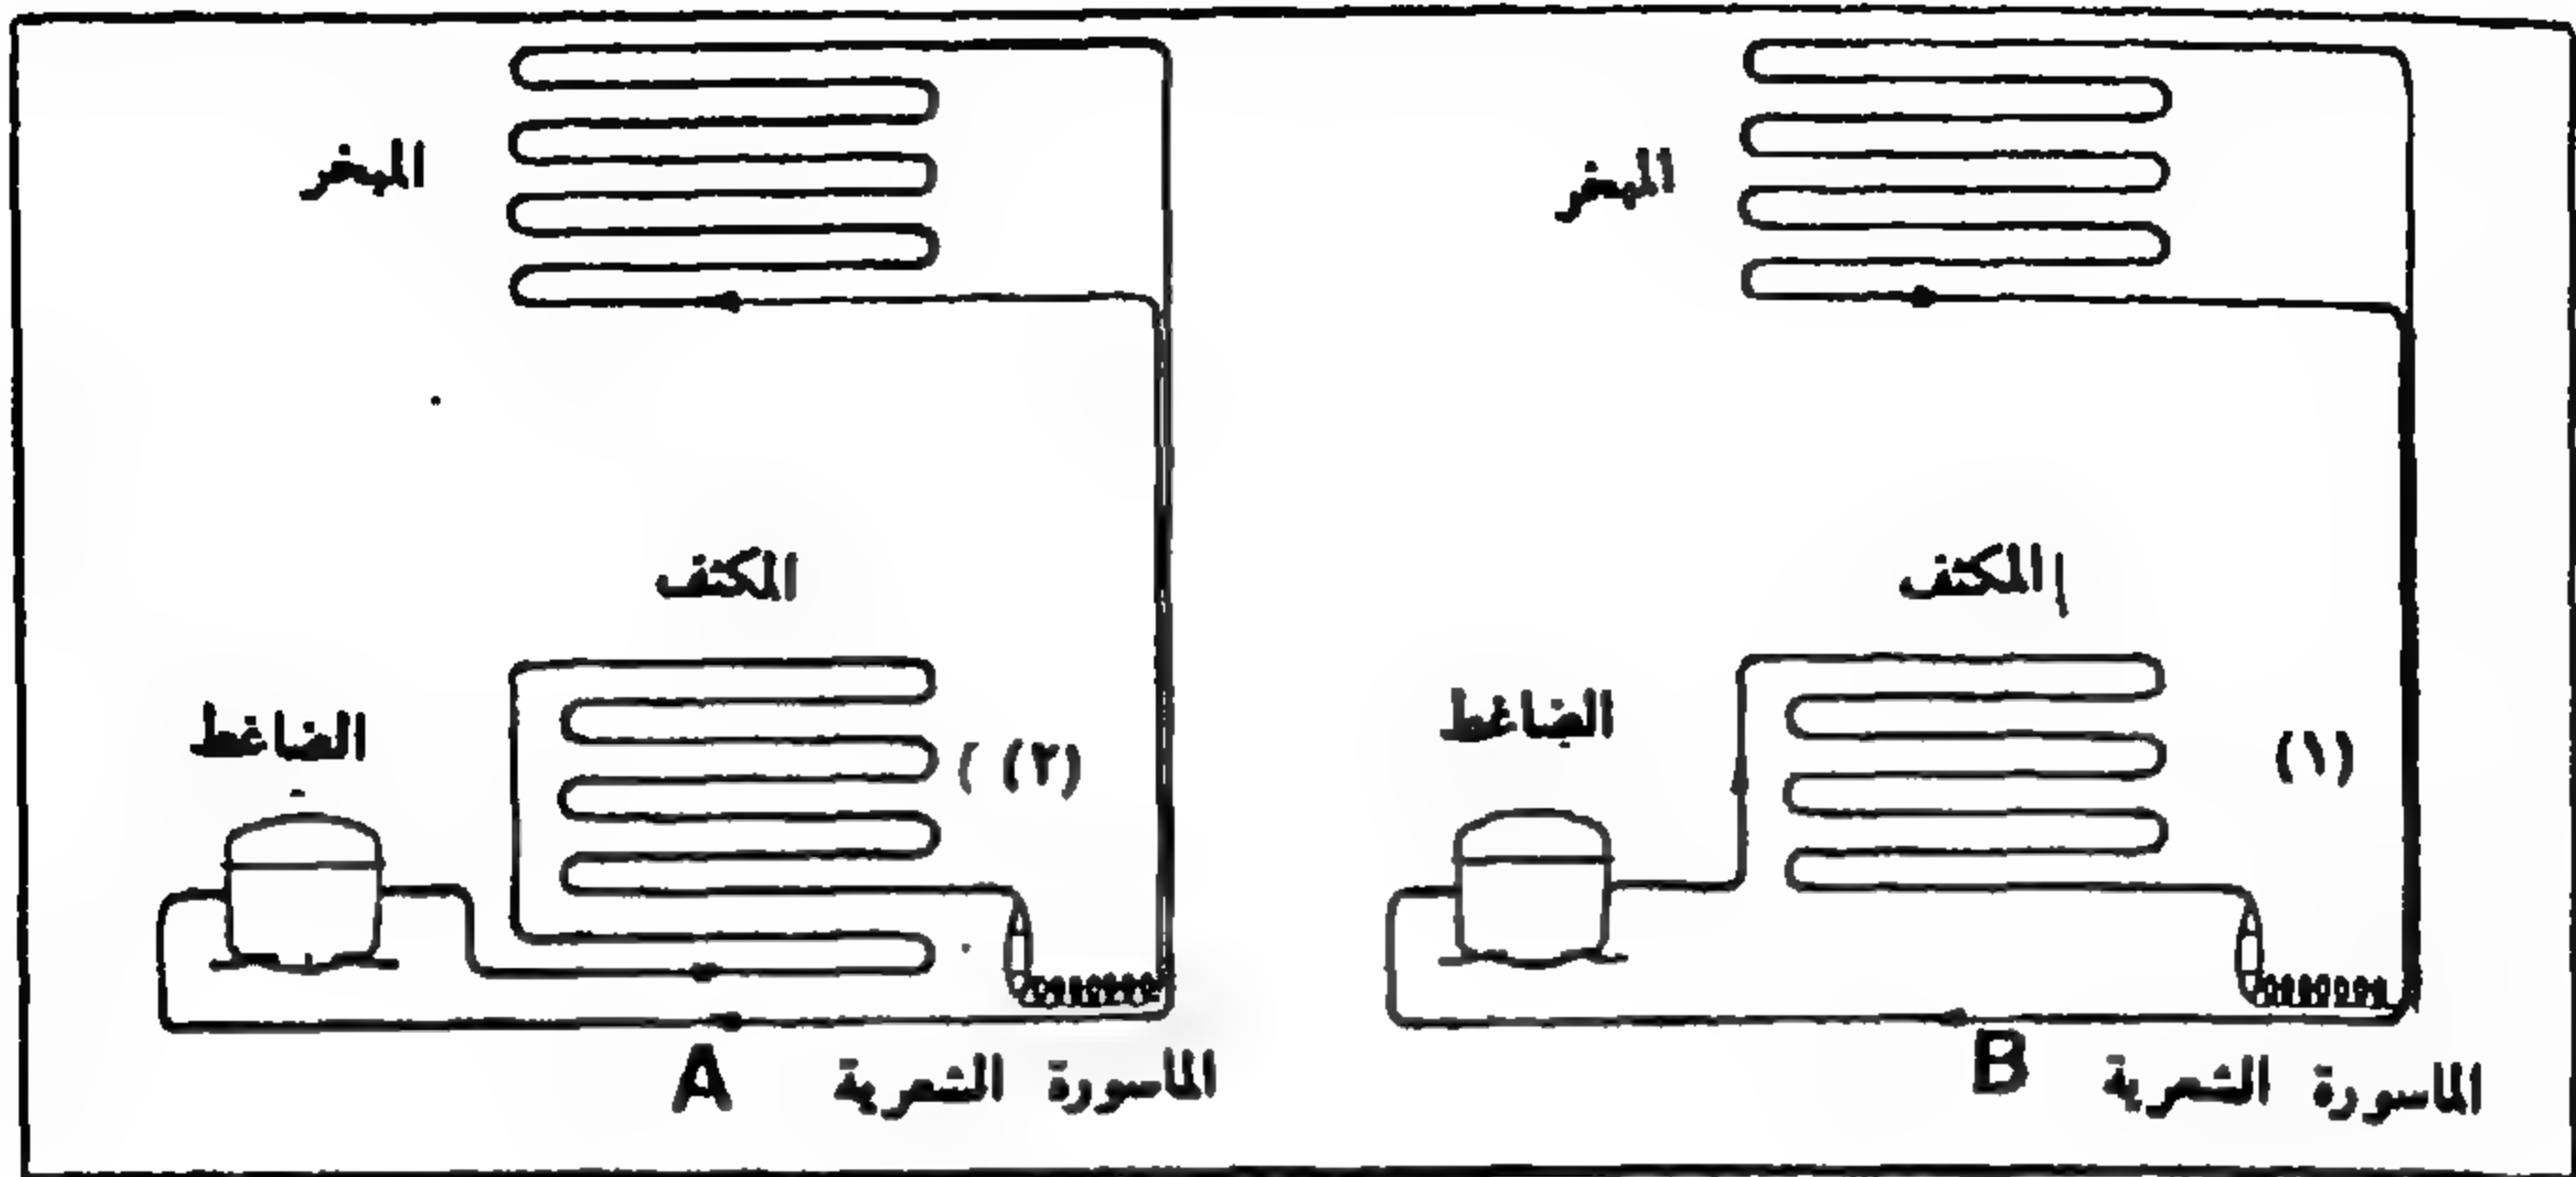 المبخر
المبخر
المكثف
المكثف
الضاغط
(٢)
الضاغط
(١)
A
الماسورة الشعرية
B
الماسورة الشعرية